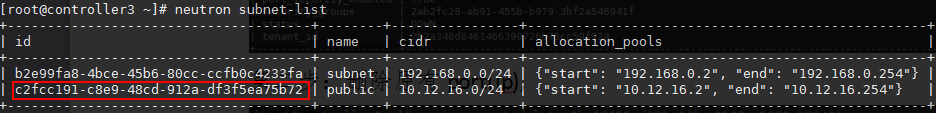 [root@controller3 ~]# neutron subnet-list
+--------------------------------------+--------+----------------+---------------------------------------------------+
| id | name | cidr | allocation_pools |
+--------------------------------------+--------+----------------+---------------------------------------------------+
| b2e99fa8-4bce-45b6-80cc-ccfb0c4233fa | subnet | 192.168.0.0/24 | {"start": "192.168.0.2", "end": "192.168.0.254"} |
| c2fcc191-c8e9-48cd-912a-df3f5ea75b72 | public | 10.12.16.0/24 | {"start": "10.12.16.2", "end": "10.12.16.254"} |
+--------------------------------------+--------+----------------+---------------------------------------------------+